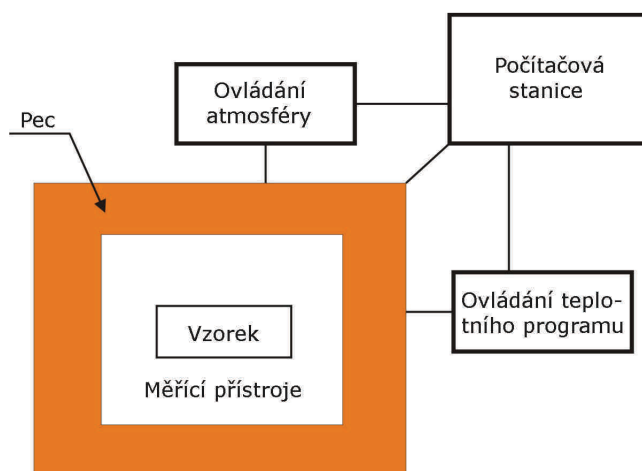 Počítačová
stanice
Ovládání
atmosféry
Pec
Ovládání teplo-
tního programu
Vzorek
Měřící přístroje